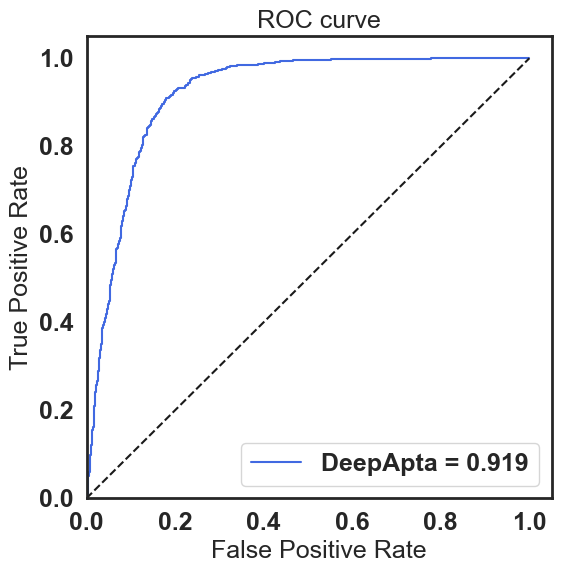 ROC curve
True Positive Rate
1.0
0.8
0.6
0.4
0.2
0.0
DeepApta = 0.919
0.0 0.2 0.4 0.6 0.8 1.0
False Positive Rate